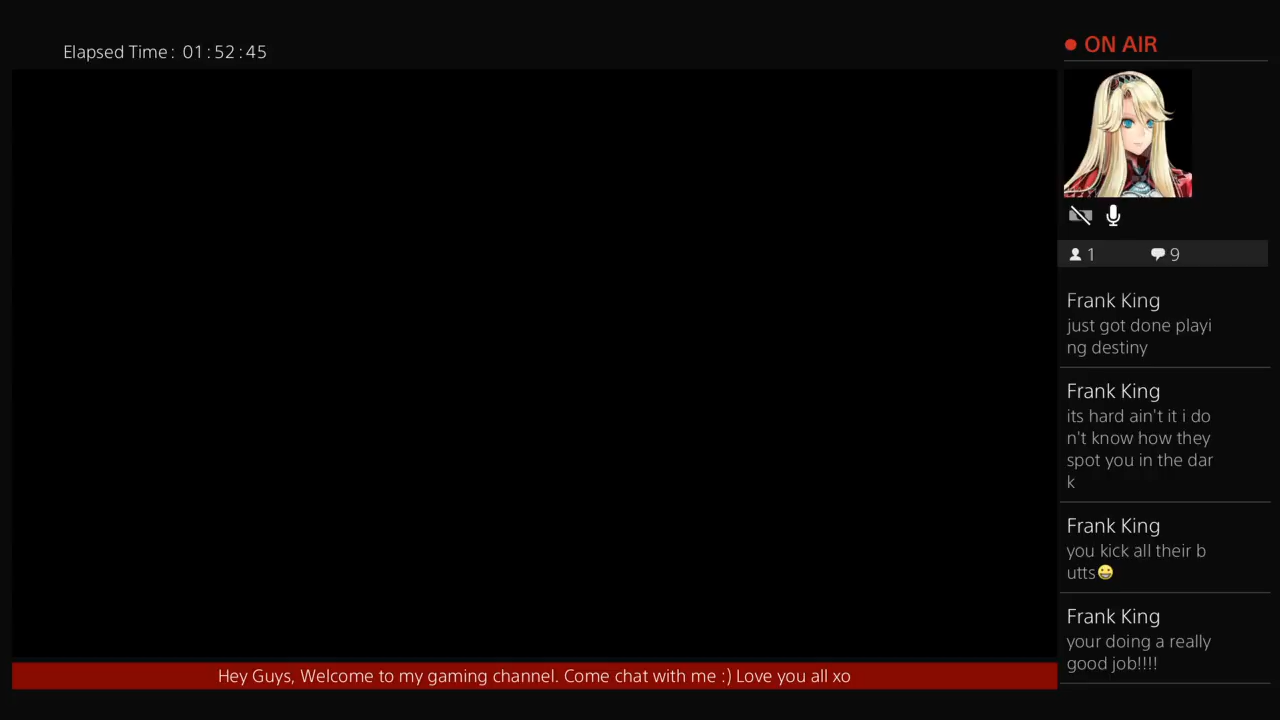 Elapsed Time: 01:52:45
ON AIR
1 9
Frank King
just got done playi
ng destiny
Frank King
its hard ain't it i do
n't know how they
spot you in the dar
k
Frank King
you kick all their b
utts😀
Frank King
your doing a really
good job!!!!
Hey Guys, Welcome to my gaming channel. Come chat with me :) Love you all xo